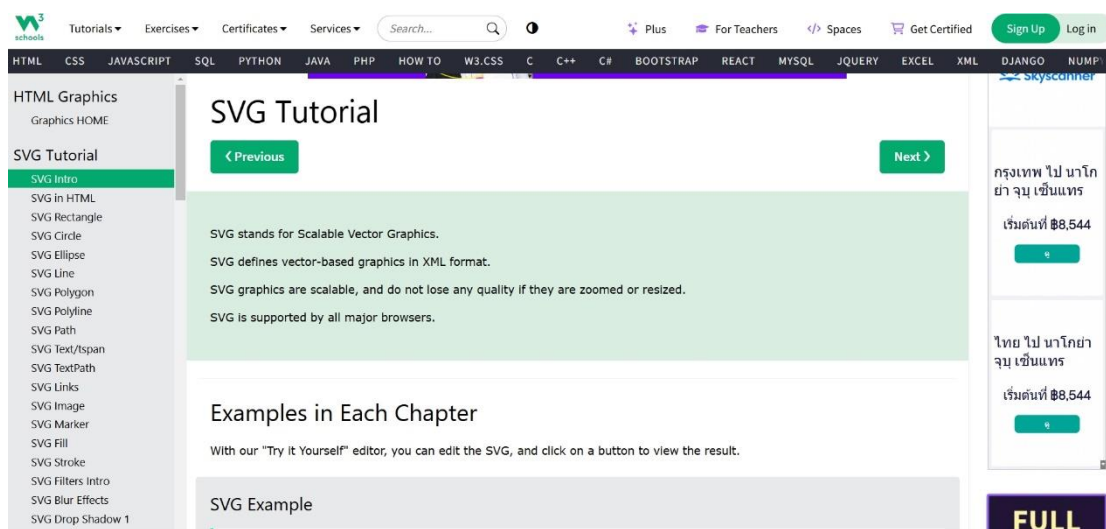 W3 schools Tutorials Exercises Certificates Services Search... Plus For Teachers Spaces Get Certified Sign Up Log in
HTML CSS JAVASCRIPT SQL PYTHON JAVA PHP HOW TO W3.CSS C C++ C# BOOTSTRAP REACT MYSQL JQUERY EXCEL XML DJANGO NUMPY
HTML Graphics
Graphics HOME
SVG Tutorial
SVG Intro
SVG in HTML
SVG Rectangle
SVG Circle
SVG Ellipse
SVG Line
SVG Polygon
SVG Polyline
SVG Path
SVG Text/tspan
SVG TextPath
SVG Links
SVG Image
SVG Marker
SVG Fill
SVG Stroke
SVG Filters Intro
SVG Blur Effects
SVG Drop Shadow 1
SVG Tutorial
❮ Previous
Next ❯
SVG stands for Scalable Vector Graphics.
SVG defines vector-based graphics in XML format.
SVG graphics are scalable, and do not lose any quality if they are zoomed or resized.
SVG is supported by all major browsers.
Examples in Each Chapter
With our "Try it Yourself" editor, you can edit the SVG, and click on a button to view the result.
SVG Example
Skyscanner
กรุงเทพ ไป นาโก
ย่า จุบุ เซ็นแทร
เริ่มต้นที่ ฿8,544
ดู
ไทย ไป นาโกย่า
จุบุ เซ็นแทร
เริ่มต้นที่ ฿8,544
ดู
FULL